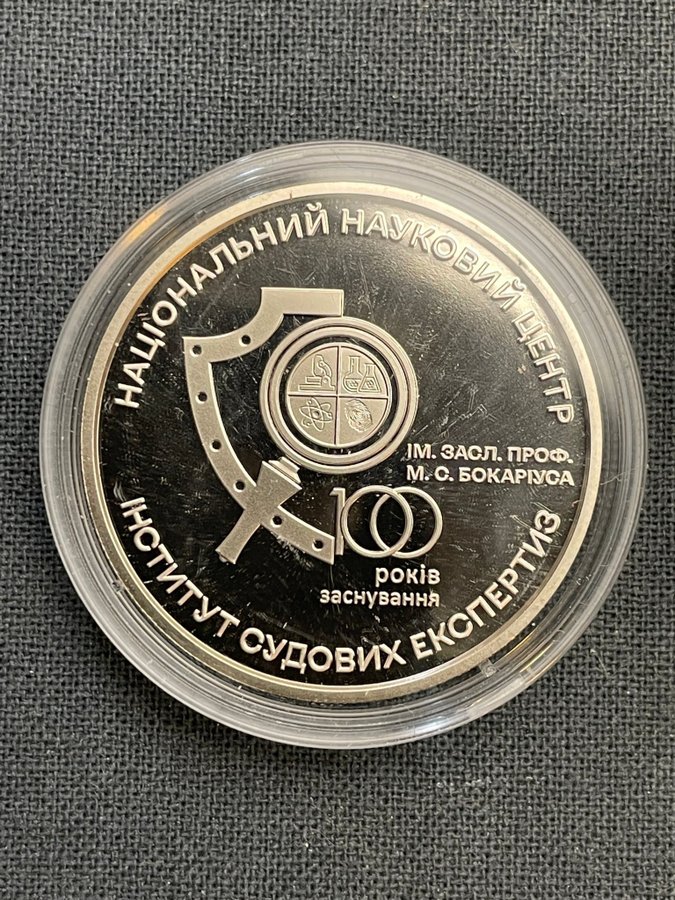 НАЦІОНАЛЬНИЙ НАУКОВИЙ ЦЕНТР
ІМ. ЗАСЛ. ПРОФ.
М. С. БОКАРІУСА
100
років
заснування
ІНСТИТУТ СУДОВИХ ЕКСПЕРТИЗ